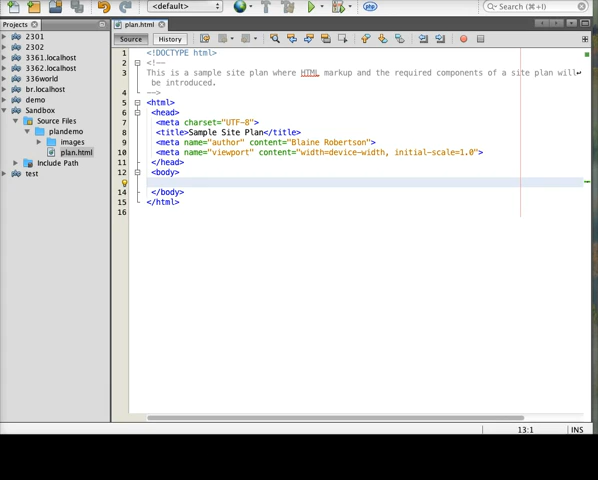 <default>
Search (⌘+I)
Projects
plan.html
2301
2302
3361.localhost
3362.localhost
336world
br.localhost
demo
Sandbox
Source Files
plandemo
images
plan.html
Include Path
test
Source
History
php
1 <!DOCTYPE html>
2 <!--
3 This is a sample site plan where HTML markup and the required components of a site plan will
be introduced.
4 -->
5 <html>
6 <head>
7 <meta charset="UTF-8">
8 <title>Sample Site Plan</title>
9 <meta name="author" content="Blaine Robertson">
10 <meta name="viewport" content="width=device-width, initial-scale=1.0">
11 </head>
12 <body>
14 </body>
15 </html>
16
13:1
INS